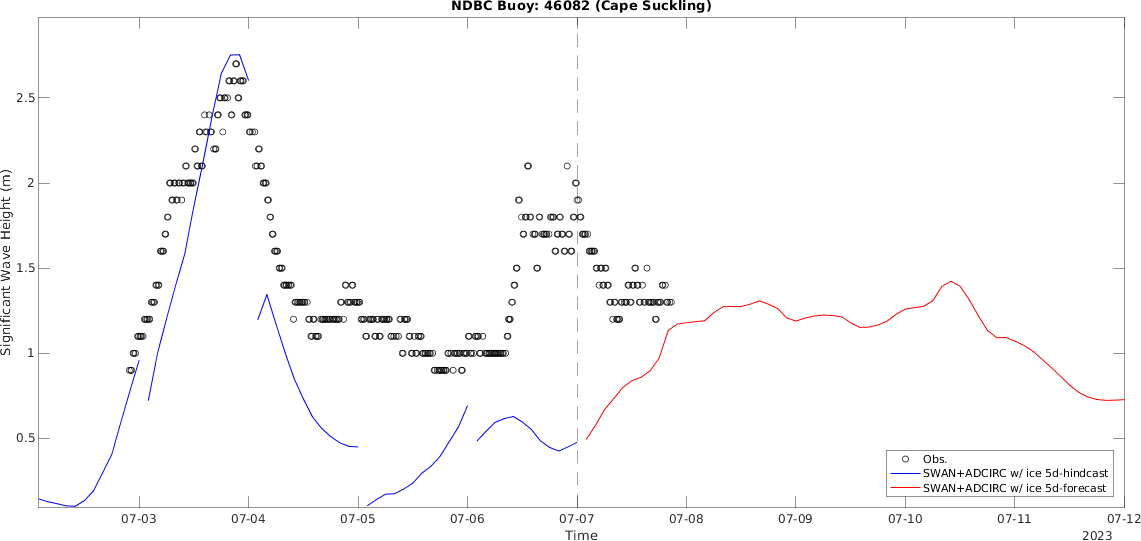 NDBC Buoy: 46082 (Cape Suckling)
Significant Wave Height (m)
2.5
2
1.5
1
0.5
Obs.
SWAN+ADCIRC w/ ice 5d-hindcast
SWAN+ADCIRC w/ ice 5d-forecast
07-03 07-04 07-05 07-06 07-07 07-08 07-09 07-10 07-11 07-12
Time
2023